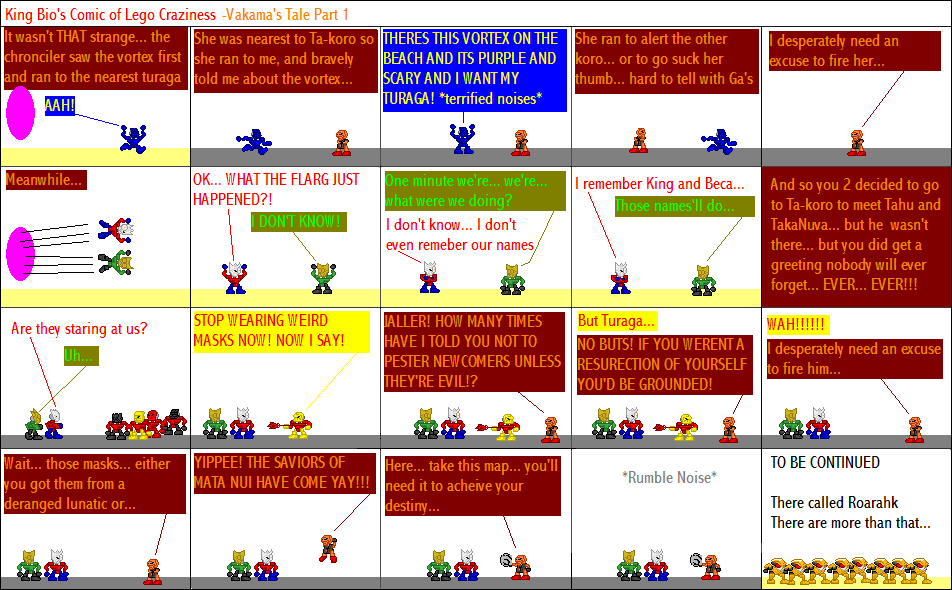 King Bio's Comic of Lego Craziness -Vakama's Tale Part 1
It wasn't THAT strange... the
chronciler saw the vortex first
and ran to the nearest turaga
AAH!
She was nearest to Ta-koro so
she ran to me, and bravely
told me about the vortex...
THERES THIS VORTEX ON THE
BEACH AND ITS PURPLE AND
SCARY AND I WANT MY
TURAGA! *terrified noises*
She ran to alert the other
koro... or to go suck her
thumb... hard to tell with Ga's
I desperately need an
excuse to fire her...
Meanwhile...
OK... WHAT THE FLARG JUST
HAPPENED?!
I DON'T KNOW!
One minute we're... we're...
what were we doing?
I don't know... I don't
even remeber our names
I remember King and Beca...
Those names'll do...
And so you 2 decided to go
to Ta-koro to meet Tahu and
TakaNuva... but he wasn't
there... but you did get a
greeting nobody will ever
forget... EVER... EVER!!!
Are they staring at us?
Uh...
STOP WEARING WEIRD
MASKS NOW! NOW I SAY!
JALLER! HOW MANY TIMES
HAVE I TOLD YOU NOT TO
PESTER NEWCOMERS UNLESS
THEY'RE EVIL!?
But Turaga...
NO BUTS! IF YOU WERENT A
RESURECTION OF YOURSELF
YOU'D BE GROUNDED!
WAH!!!!!!
I desperately need an excuse
to fire him...
Wait... those masks... either
you got them from a
deranged lunatic or...
YIPPEE! THE SAVIORS OF
MATA NUI HAVE COME YAY!!!
Here... take this map... you'll
need it to acheive your
destiny...
*Rumble Noise*
TO BE CONTINUED
There called Roarahk
There are more than that...